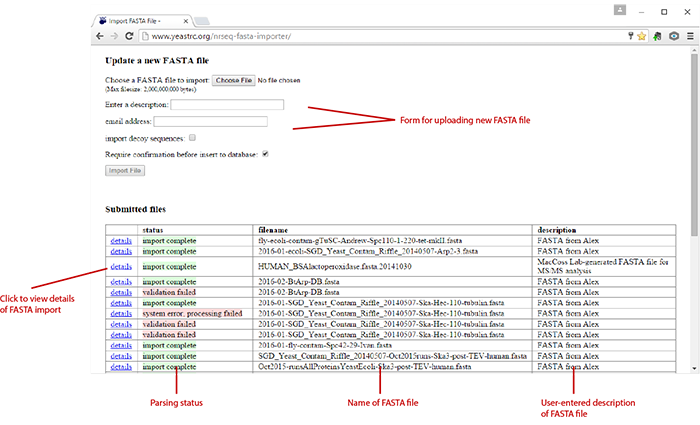 Import FASTA File -
www.yeastrc.org/nrseq-fasta-importer/
Update a new FASTA file
Choose a FASTA file to import: Choose File No file chosen
(Max filesize: 2,000,000,000 bytes)
Enter a description:
email address:
Form for uploading new FASTA file
import decoy sequences:
Require confirmation before insert to database:
Import File
Submitted files
status filename description
details import complete fly-ecoli-contam-gTuSC-Andrew-Spc110-1-220-tet-mkII.fasta FASTA from Alex
details import complete 2016-01-ecoli-SGD_Yeast_Contam_Riffle_20140507-Arp2-3.fasta FASTA from Alex
details import complete HUMAN_BSAlactoperoxidase.fasta.20141030 MacCoss Lab-generated FASTA file for
MS/MS analysis
details import complete 2016-02-BtArp-DB.fasta FASTA from Alex
details validation failed 2016-02-BtArp-DB.fasta FASTA from Alex
details import complete 2016-01-SGD_Yeast_Contam_Riffle_20140507-Ska-Hec-110-tubulin.fasta FASTA from Alex
details system error, processing failed 2016-01-SGD_Yeast_Contam_Riffle_20140507-Ska-Hec-110-tubulin.fasta FASTA from Alex
details validation failed 2016-01-SGD_Yeast_Contam_Riffle_20140507-Ska-Hec-110-tubulin.fasta FASTA from Alex
details validation failed 2016-01-SGD_Yeast_Contam_Riffle_20140507-Ska-Hec-110-tubulin.fasta FASTA from Alex
details import complete 2016-01-fly-contam-Spc42-29-Ivan.fasta FASTA from Alex
details import complete SGD_Yeast_Contam_Riffle_20140507-Oct2015runs-Ska3-post-TEV-human.fasta FASTA from Alex
details import complete Oct2015-runsAllProteinsYeastEcoli-Ska3-post-TEV-human.fasta FASTA from Alex
Click to view details
of FASTA import
Parsing status
Name of FASTA file
User-entered description
of FASTA file